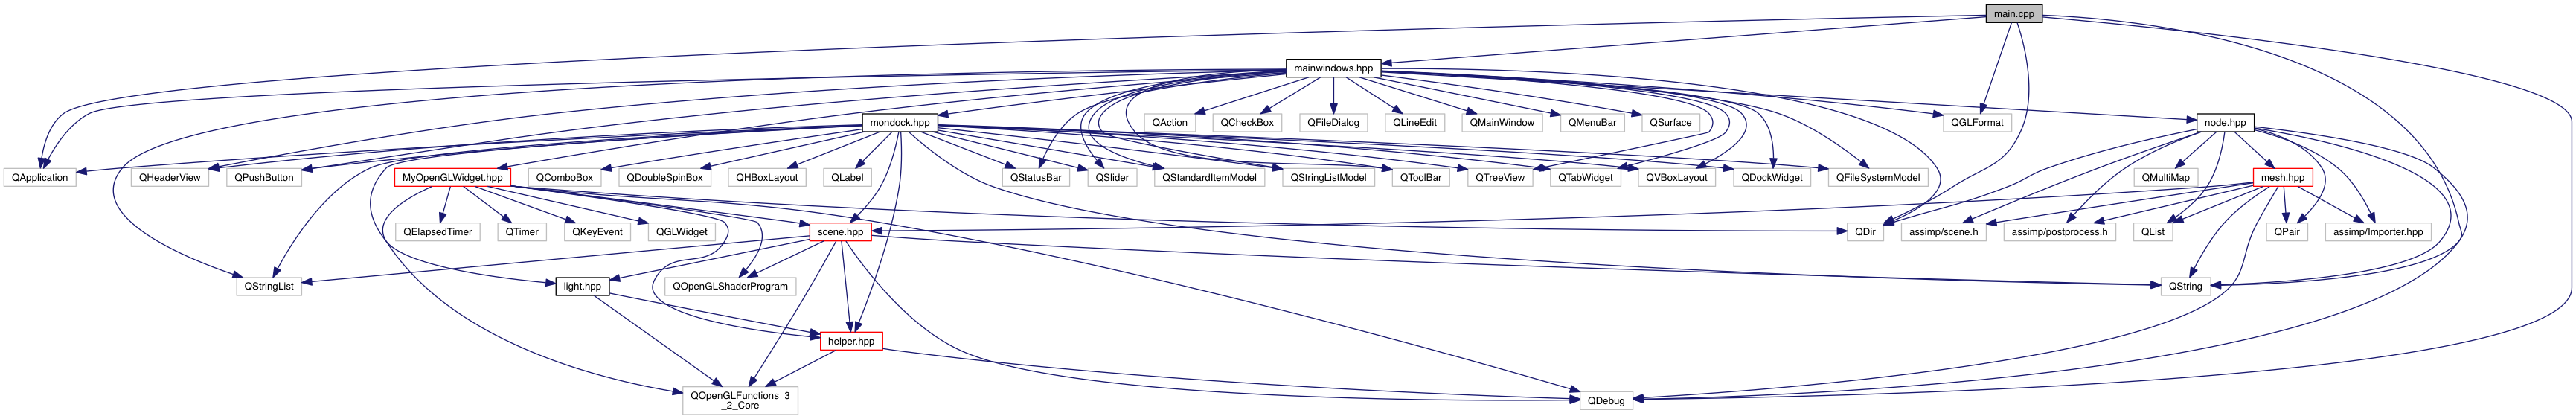 main.cpp
mainwindows.hpp
mondock.hpp
QAction
QCheckBox
QFileDialog
QLineEdit
QMainWindow
QMenuBar
QSurface
QGLFormat
node.hpp
QApplication
QHeaderView
QPushButton
MyOpenGLWidget.hpp
QComboBox
QDoubleSpinBox
QHBoxLayout
QLabel
QStatusBar
QSlider
QStandardItemModel
QStringListModel
QToolBar
QTreeView
QTabWidget
QVBoxLayout
QDockWidget
QFileSystemModel
QMultiMap
mesh.hpp
QElapsedTimer
QTimer
QKeyEvent
QGLWidget
scene.hpp
QDir
assimp/scene.h
assimp/postprocess.h
QList
QPair
assimp/Importer.hpp
QStringList
light.hpp
QOpenGLShaderProgram
QString
helper.hpp
QOpenGLFunctions_3
_2_Core
QDebug